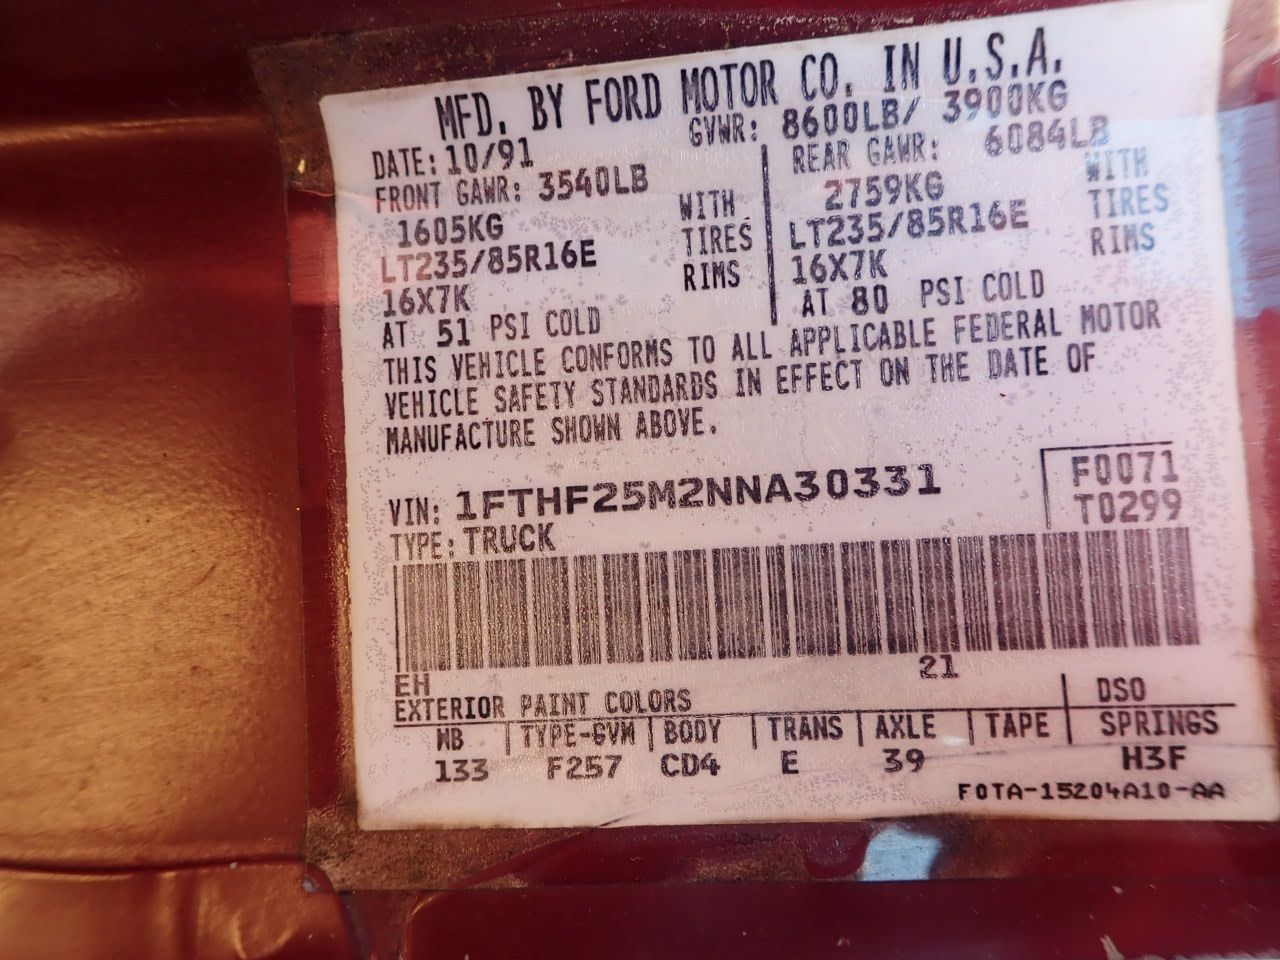 MFD. BY FORD MOTOR CO. IN U.S.A.
DATE: 10/91 GVWR: 8600LB/ 3900KG
FRONT GAWR: 3540LB REAR GAWR: 6084LB
1605KG WITH 2759KG WITH
LT235/85R16E TIRES LT235/85R16E TIRES
16X7K RIMS 16X7K RIMS
AT 51 PSI COLD AT 80 PSI COLD
THIS VEHICLE CONFORMS TO ALL APPLICABLE FEDERAL MOTOR
VEHICLE SAFETY STANDARDS IN EFFECT ON THE DATE OF
MANUFACTURE SHOWN ABOVE.
VIN: 1FTHF25M2NNA30331 F0071
TYPE: TRUCK T0299
EH 21
EXTERIOR PAINT COLORS DSO
WB TYPE-GVM BODY TRANS AXLE TAPE SPRINGS
133 F257 CD4 E 39 H3F
F0TA-15204A10-AA